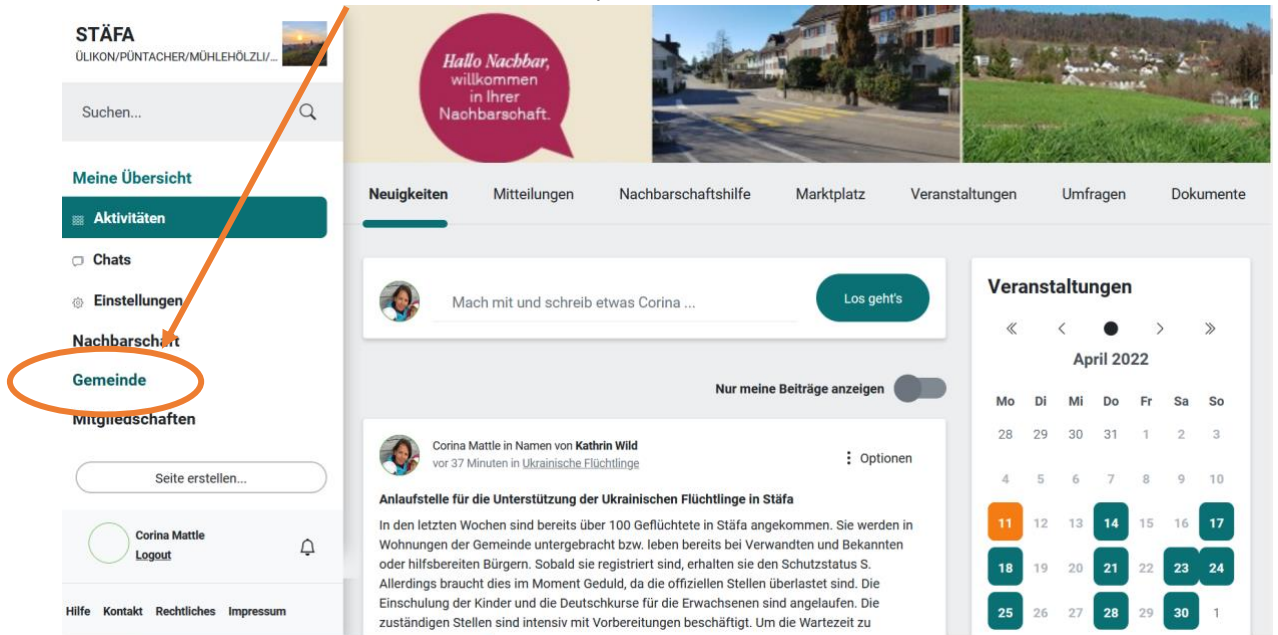 STÄFA
ÜLIKON/PÜNTACHER/MÜHLEHÖLZLI/...
Suchen...
Meine Übersicht
Aktivitäten
Chats
Einstellungen
Nachbarschaft
Gemeinde
Mitgliedschaften
Seite erstellen...
Corina Mattle
Logout
Hilfe Kontakt Rechtliches Impressum
Hallo Nachbar,
willkommen
in Ihrer
Nachbarschaft.
Neuigkeiten Mitteilungen Nachbarschaftshilfe Marktplatz Veranstaltungen Umfragen Dokumente
Mach mit und schreib etwas Corina ...
Los geht's
Nur meine Beiträge anzeigen
Corina Mattle in Namen von Kathrin Wild
vor 37 Minuten in Ukrainische Flüchtlinge
Optionen
Anlaufstelle für die Unterstützung der Ukrainischen Flüchtlinge in Stäfa
In den letzten Wochen sind bereits über 100 Geflüchtete in Stäfa angekommen. Sie werden in
Wohnungen der Gemeinde untergebracht bzw. leben bereits bei Verwandten und Bekannten
oder hilfsbereiten Bürgern. Sobald sie registriert sind, erhalten sie den Schutzstatus S.
Allerdings braucht dies im Moment Geduld, da die offiziellen Stellen überlastet sind. Die
Einschulung der Kinder und die Deutschkurse für die Erwachsenen sind angelaufen. Die
zuständigen Stellen sind intensiv mit Vorbereitungen beschäftigt. Um die Wartezeit zu
Veranstaltungen
April 2022
Mo Di Mi Do Fr Sa So
28 29 30 31 1 2 3
4 5 6 7 8 9 10
11 12 13 14 15 16 17
18 19 20 21 22 23 24
25 26 27 28 29 30 1